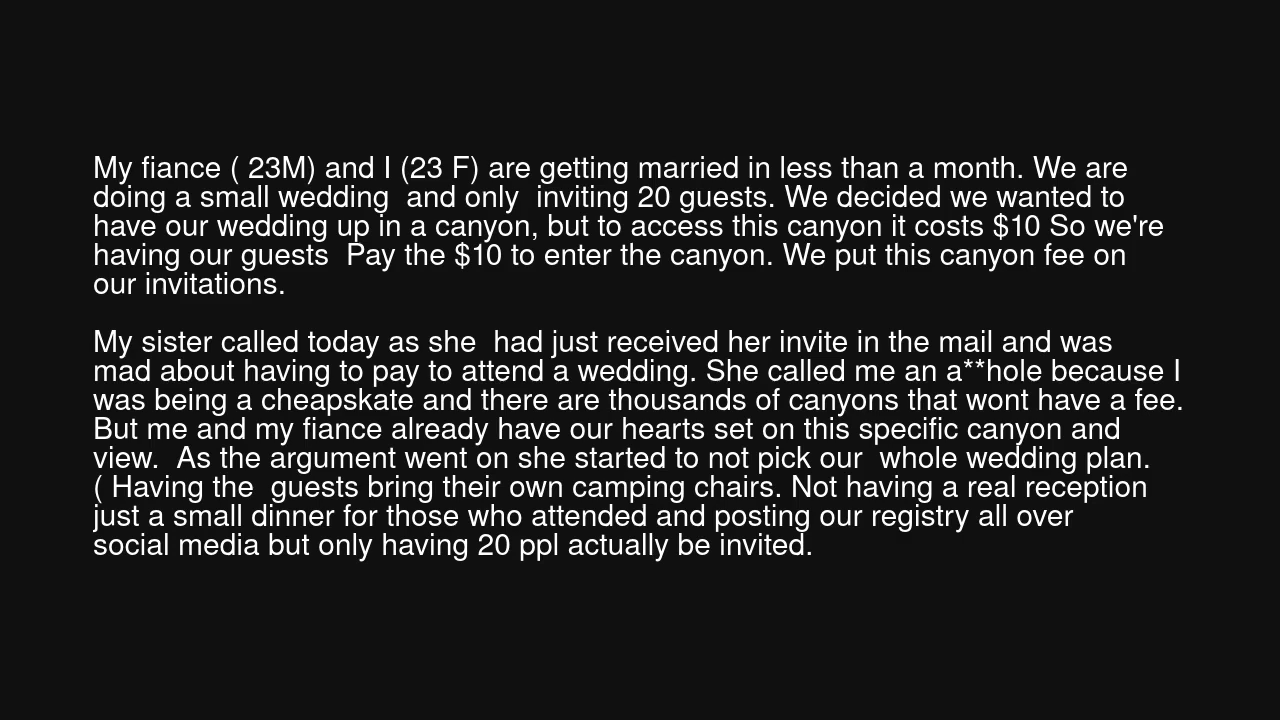 My fiance ( 23M) and I (23 F) are getting married in less than a month. We are
doing a small wedding  and only  inviting 20 guests. We decided we wanted to
have our wedding up in a canyon, but to access this canyon it costs $10 So we're
having our guests  Pay the $10 to enter the canyon. We put this canyon fee on
our invitations.

My sister called today as she  had just received her invite in the mail and was
mad about having to pay to attend a wedding. She called me an a**hole because I
was being a cheapskate and there are thousands of canyons that wont have a fee.
But me and my fiance already have our hearts set on this specific canyon and
view.  As the argument went on she started to not pick our  whole wedding plan.
( Having the  guests bring their own camping chairs. Not having a real reception
just a small dinner for those who attended and posting our registry all over
social media but only having 20 ppl actually be invited.